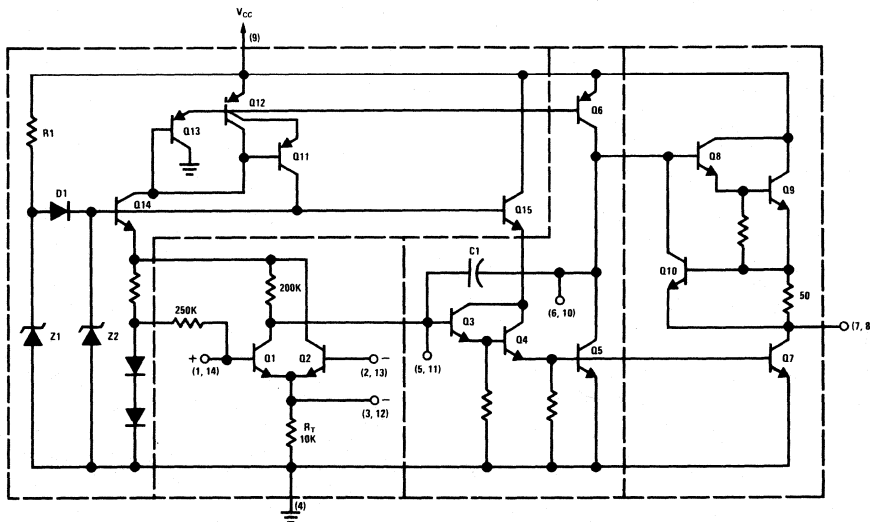 VCC
(9)
Q12
Q13
Q6
R1
Q11
Q8
Q9
D1
Q14
Q15
C1
Q10
200K
(6, 10)
50
250K
Q3
Z1
Z2
Q4
(7, 8
+
Q1
Q2
−
Q5
Q7
(1, 14)
(2, 13)
(5, 11)
−
(3, 12)
RT
10K
(4)